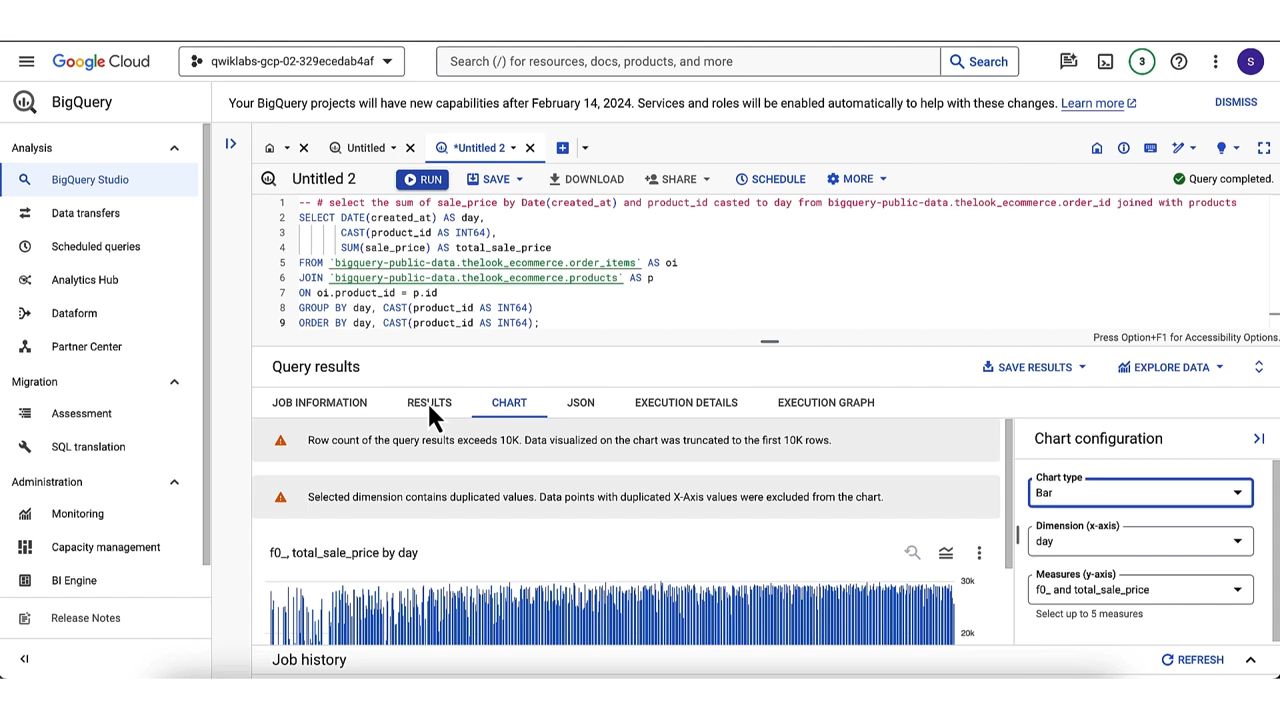 Google Cloud
qwiklabs-gcp-02-329ecedab4af
Search (/) for resources, docs, products, and more
Search
3
S
BigQuery
Your BigQuery projects will have new capabilities after February 14, 2024. Services and roles will be enabled automatically to help with these changes. Learn more
DISMISS
Analysis
BigQuery Studio
Data transfers
Scheduled queries
Analytics Hub
Dataform
Partner Center
Migration
Assessment
SQL translation
Administration
Monitoring
Capacity management
BI Engine
Release Notes
Untitled
*Untitled 2
Untitled 2
RUN
SAVE
DOWNLOAD
SHARE
SCHEDULE
MORE
Query completed.
1 -- # select the sum of sale_price by Date(created_at) and product_id casted to day from bigquery-public-data.thelook_ecommerce.order_id joined with products
2 SELECT DATE(created_at) AS day,
3 CAST(product_id AS INT64),
4 SUM(sale_price) AS total_sale_price
5 FROM `bigquery-public-data.thelook_ecommerce.order_items` AS oi
6 JOIN `bigquery-public-data.thelook_ecommerce.products` AS p
7 ON oi.product_id = p.id
8 GROUP BY day, CAST(product_id AS INT64)
9 ORDER BY day, CAST(product_id AS INT64);
Press Option+F1 for Accessibility Options.
Query results
SAVE RESULTS
EXPLORE DATA
JOB INFORMATION
RESULTS
CHART
JSON
EXECUTION DETAILS
EXECUTION GRAPH
Row count of the query results exceeds 10K. Data visualized on the chart was truncated to the first 10K rows.
Selected dimension contains duplicated values. Data points with duplicated X-Axis values were excluded from the chart.
f0_, total_sale_price by day
30k
20k
Chart configuration
Chart type
Bar
Dimension (x-axis)
day
Measures (y-axis)
f0_ and total_sale_price
Select up to 5 measures
Job history
REFRESH